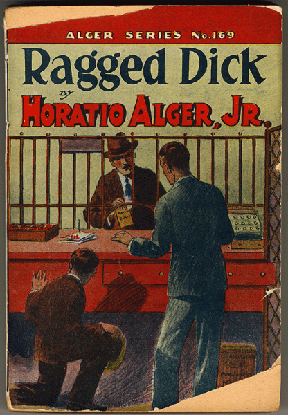 ALGER SERIES No. 169
Ragged Dick
BY
HORATIO ALGER, JR.